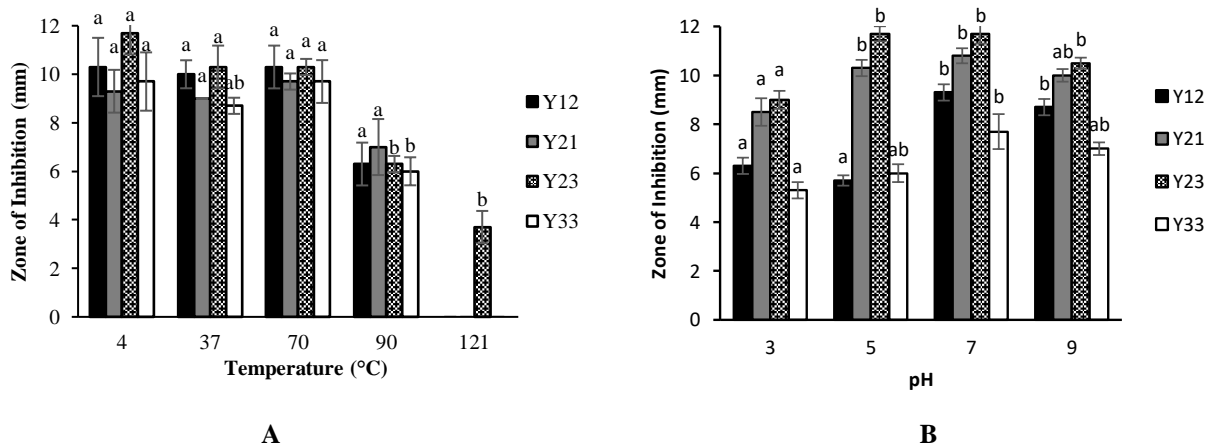 12
10
8
6
4
2
0
Zone of Inhibition (mm)
a a a a
a a a ab
a a a a
a a b b
b
4 37 70 90 121
Temperature (°C)
Y12
Y21
Y23
Y33
A
12
10
8
6
4
2
0
Zone of Inhibition (mm)
a a a a
a b b ab
b b b b
b ab b ab
3 5 7 9
pH
Y12
Y21
Y23
Y33
B